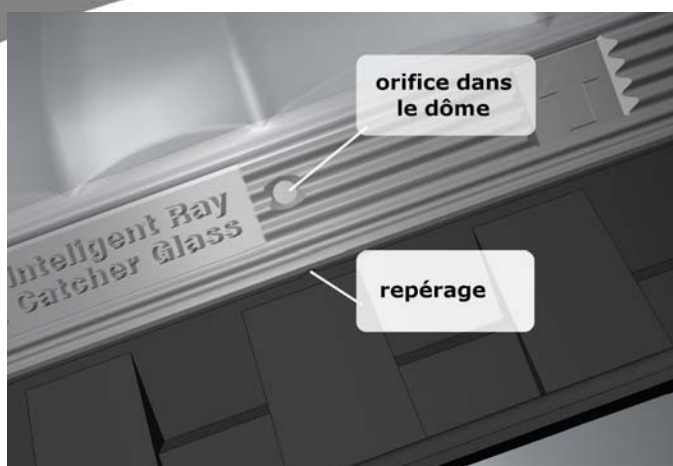 orifice dans
le dôme
Inteligent Ray
Catcher Glass
repérage